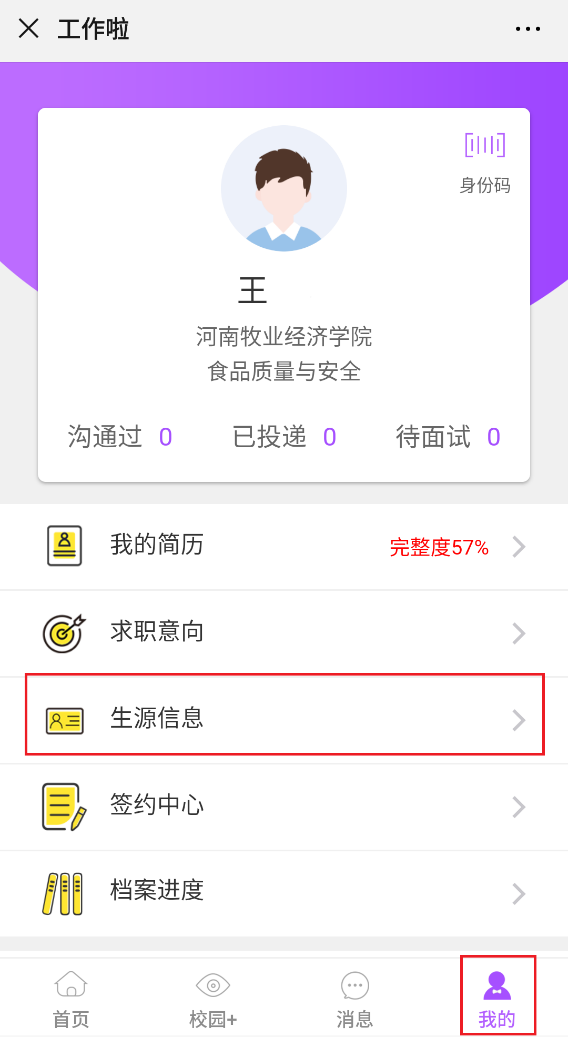 工作啦
身份码
王
河南牧业经济学院
食品质量与安全
沟通过 0 已投递 0 待面试 0
我的简历 完整度57%
求职意向
生源信息
签约中心
档案进度
首页 校园+ 消息 我的